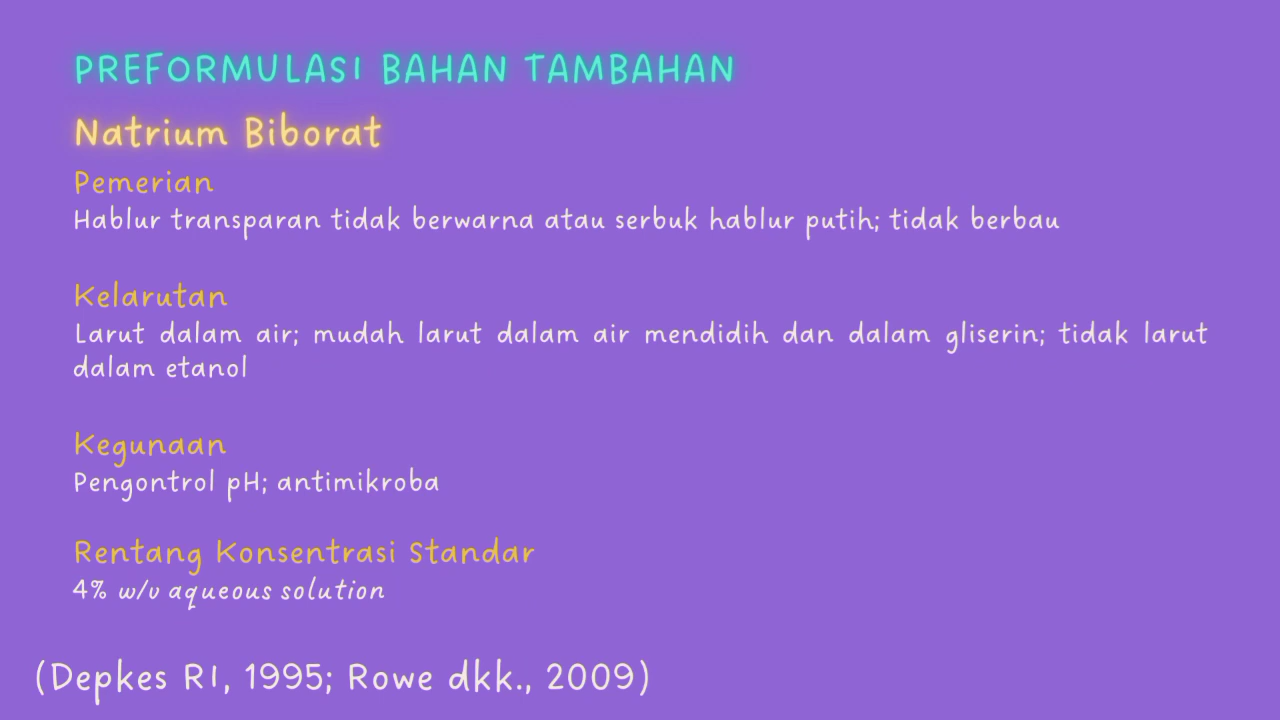 PREFORMULASI BAHAN TAMBAHAN
Natrium Biborat
Pemerian
Hablur transparan tidak berwarna atau serbuk hablur putih; tidak berbau
Kelarutan
Larut dalam air; mudah larut dalam air mendidih dan dalam gliserin; tidak larut
dalam etanol
Kegunaan
Pengontrol pH; antimikroba
Rentang Konsentrasi Standar
4% w/v aqueous solution
(Depkes RI, 1995; Rowe dkk., 2009)